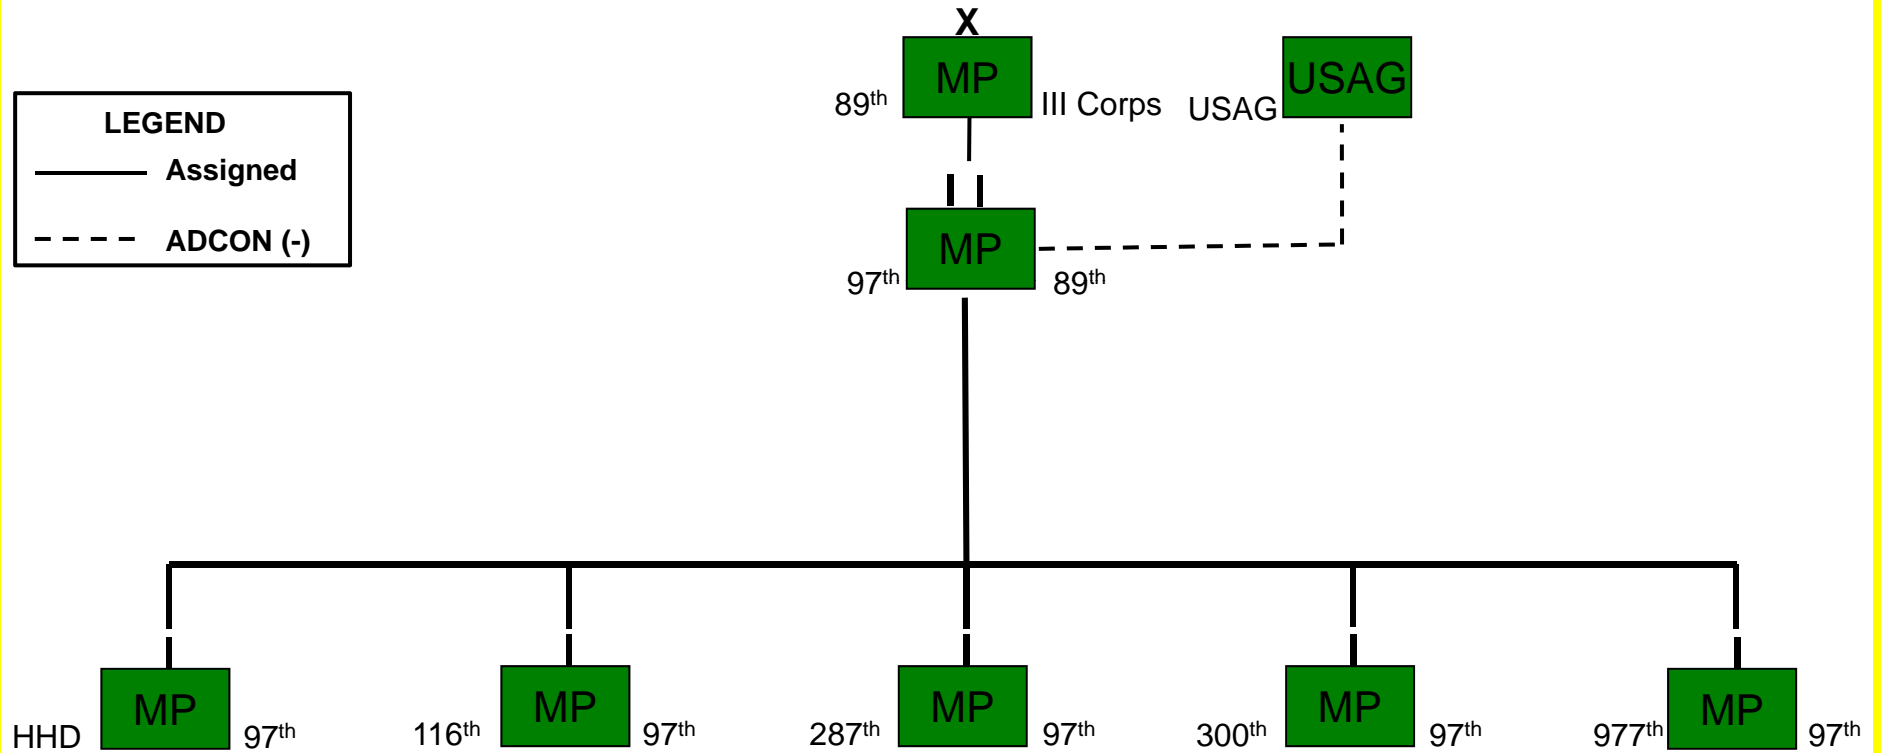 X
MP
89th
III Corps
USAG
USAG
LEGEND
Assigned
ADCON (-)
MP
97th
89th
MP
HHD
97th
MP
116th
97th
MP
287th
97th
MP
300th
97th
MP
977th
97th